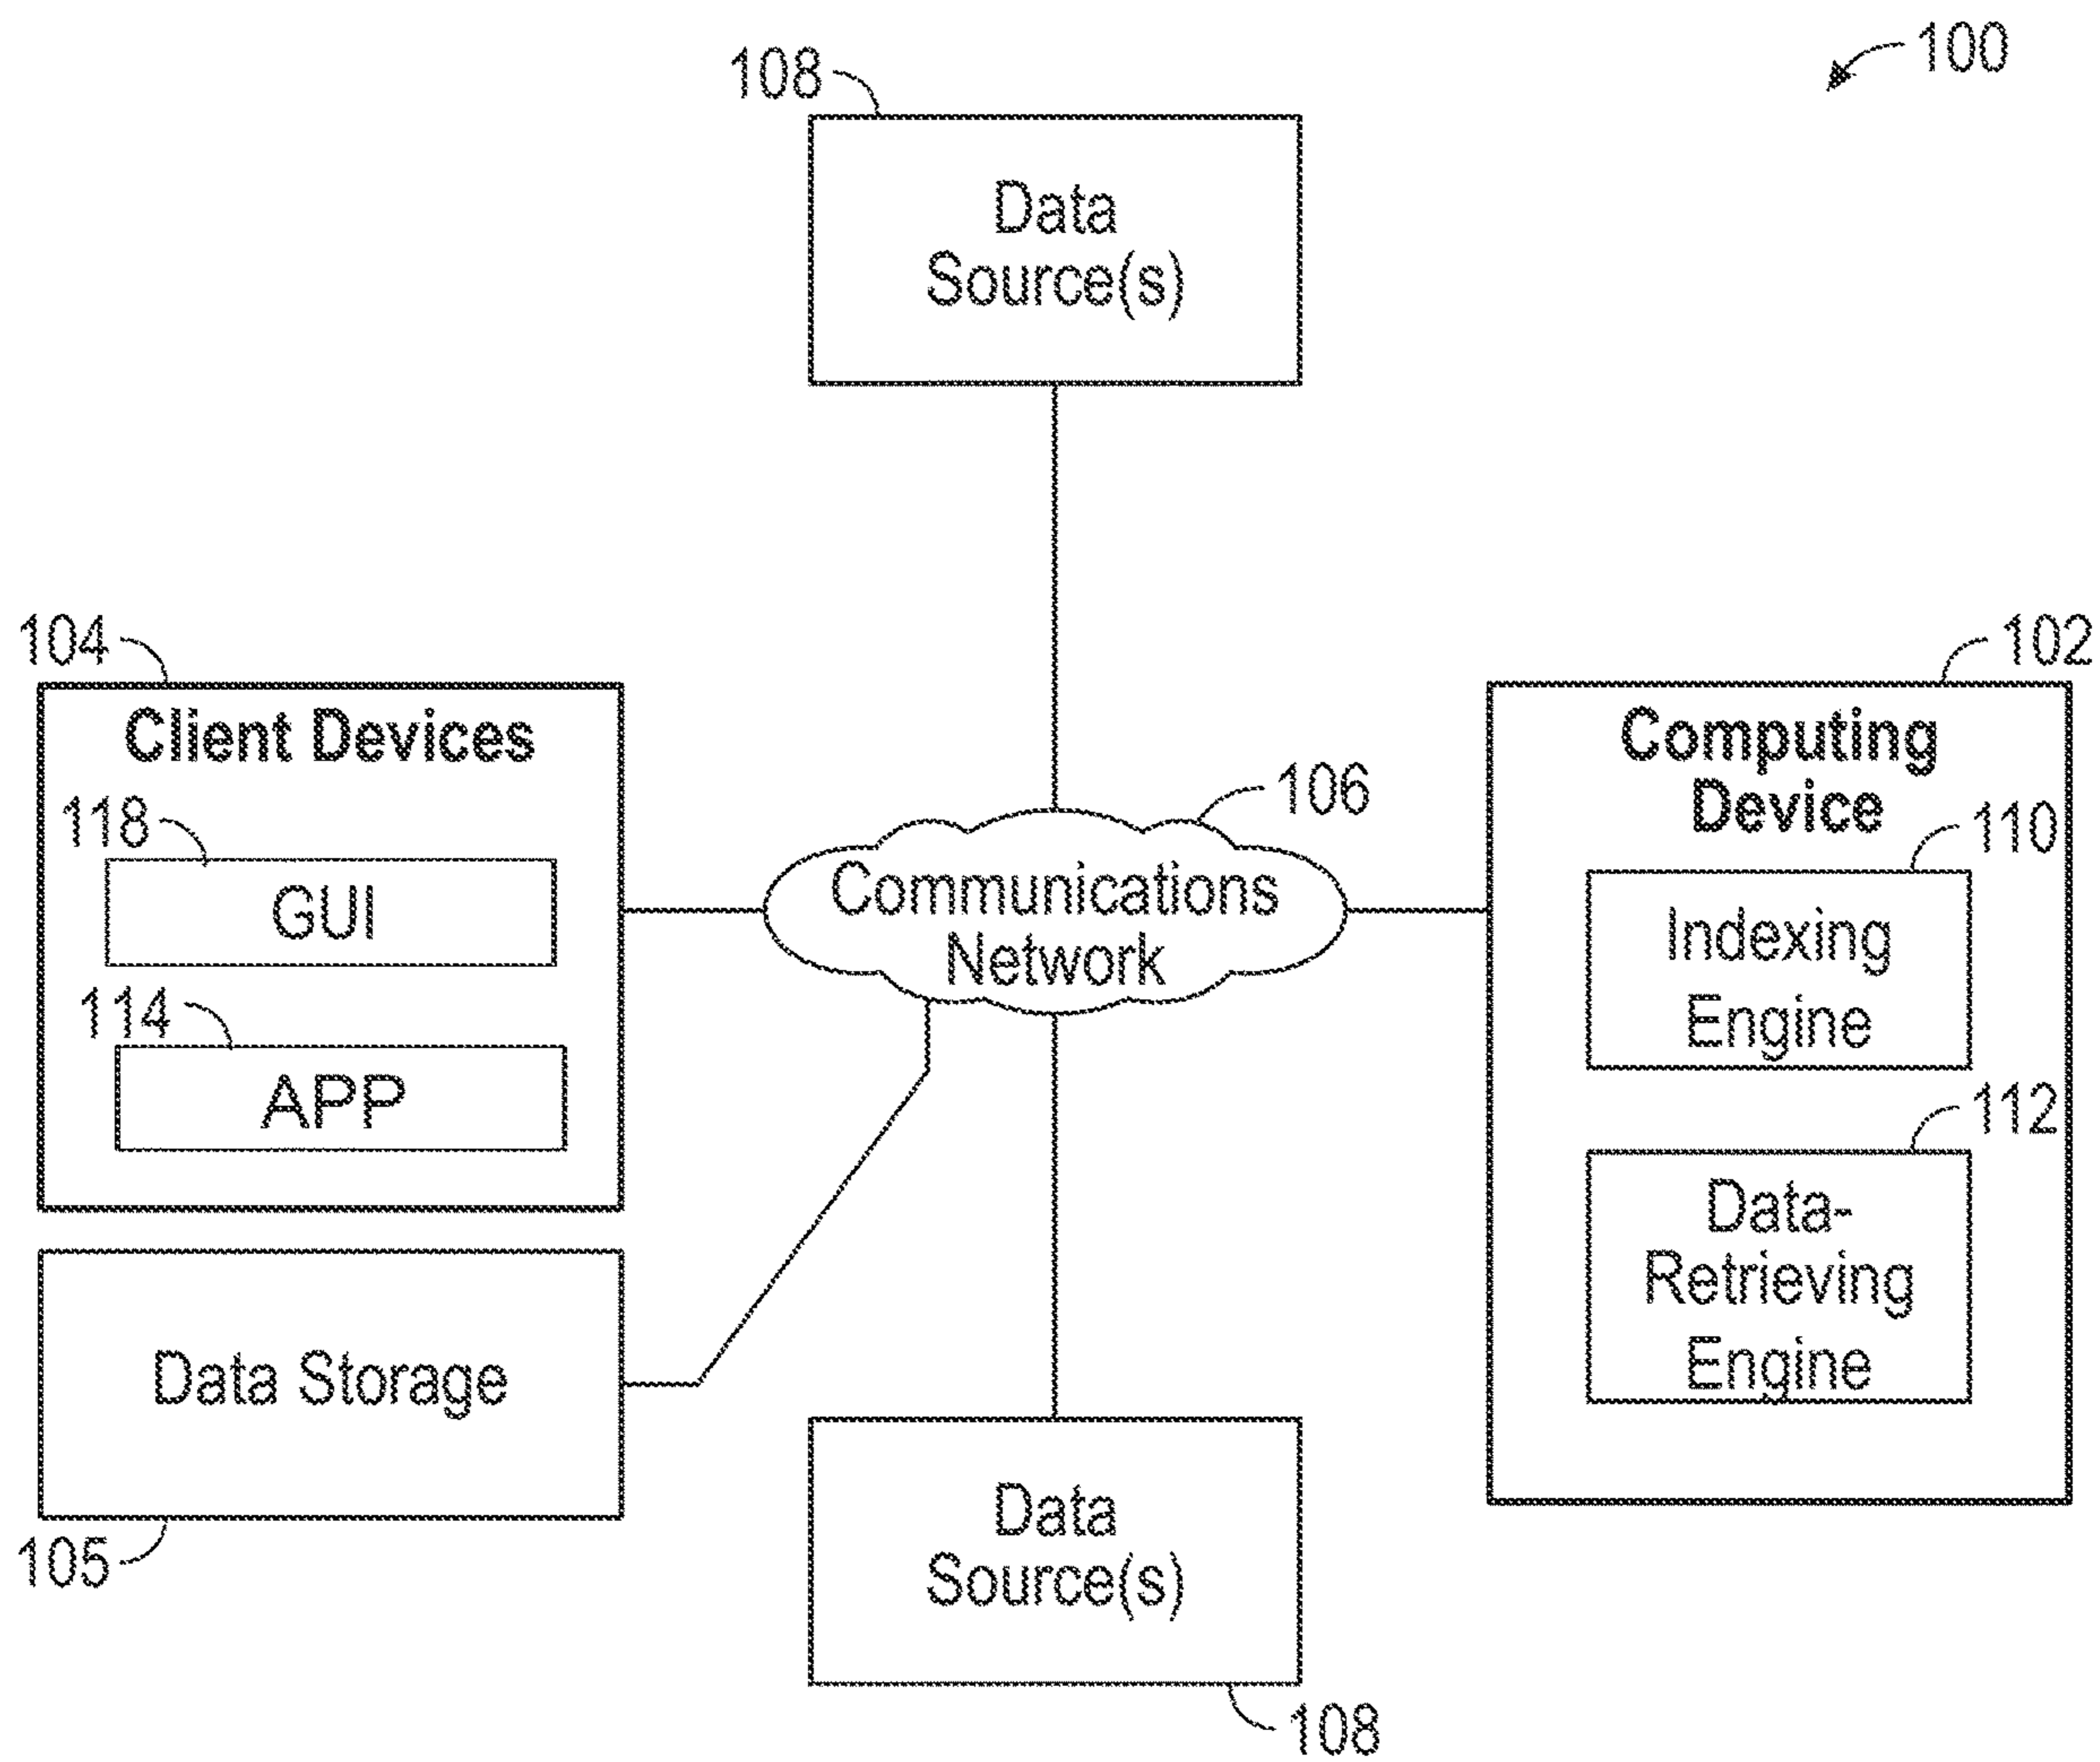 100
108
Data
Source(s)
104
Client Devices
118
GUI
114
APP
106
Communications
Network
102
Computing
Device
110
Indexing
Engine
112
Data-
Retrieving
Engine
Data Storage
105
Data
Source(s)
108